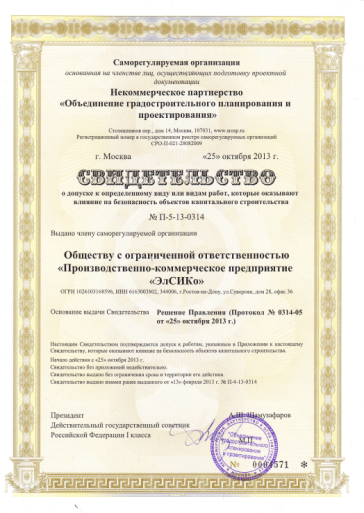 Саморегулируемая организация
основанная на членстве лиц, осуществляющих подготовку проектной
документации
Некоммерческое партнерство
«Объединение градостроительного планирования и
проектирования»
Столешников пер., дом 14, Москва, 107031, www.srorp.ru
Регистрационный номер в государственном реестре саморегулируемых организаций
СРО-П-021-28082009
г. Москва «25» октября 2013 г.
СВИДЕТЕЛЬСТВО
о допуске к определенному виду или видам работ, которые оказывают
влияние на безопасность объектов капитального строительства
№ П-5-13-0314
Выдано члену саморегулируемой организации
Обществу с ограниченной ответственностью
«Производственно-коммерческое предприятие
«ЭлСИКо»
ОГРН 1026103168596, ИНН 6163003802, 344006, г.Ростов-на-Дону, ул.Суворова, дом 28, офис 36
Основание выдачи Свидетельства Решение Правления (Протокол № 0314-05
от «25» октября 2013 г.)
Настоящим Свидетельством подтверждается допуск к работам, указанным в Приложении к настоящему
Свидетельству, которые оказывают влияние на безопасность объектов капитального строительства.
Начало действия с «25» октября 2013 г.
Свидетельство без приложений недействительно.
Свидетельство выдано без ограничения срока и территории его действия.
Свидетельство выдано взамен ранее выданного от «13» февраля 2013 г. № П-4-13-0314
Президент А.Ш. Шамузафаров
Действительный государственный советник
Российской Федерации I класса
М.П.
"Объединение
градостроительного
планирования
и проектирования"
№ 0004571 *